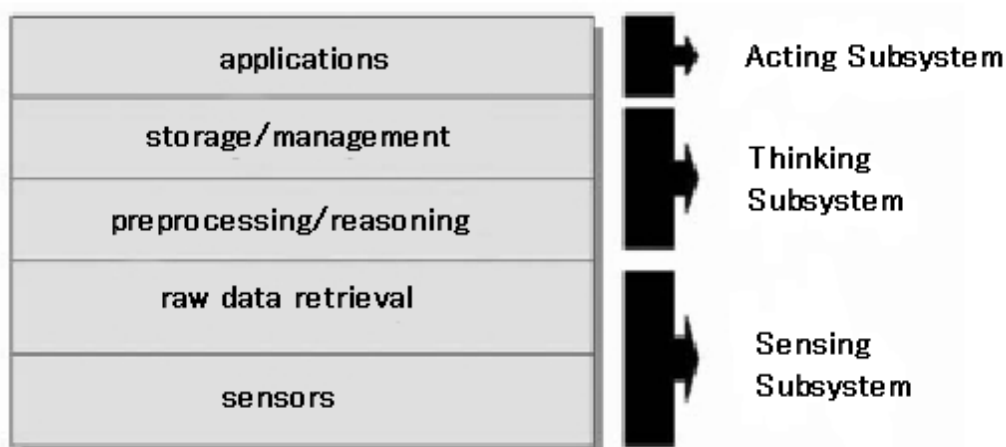 applications
Acting Subsystem
storage/management
Thinking
Subsystem
preprocessing/reasoning
raw data retrieval
Sensing
Subsystem
sensors